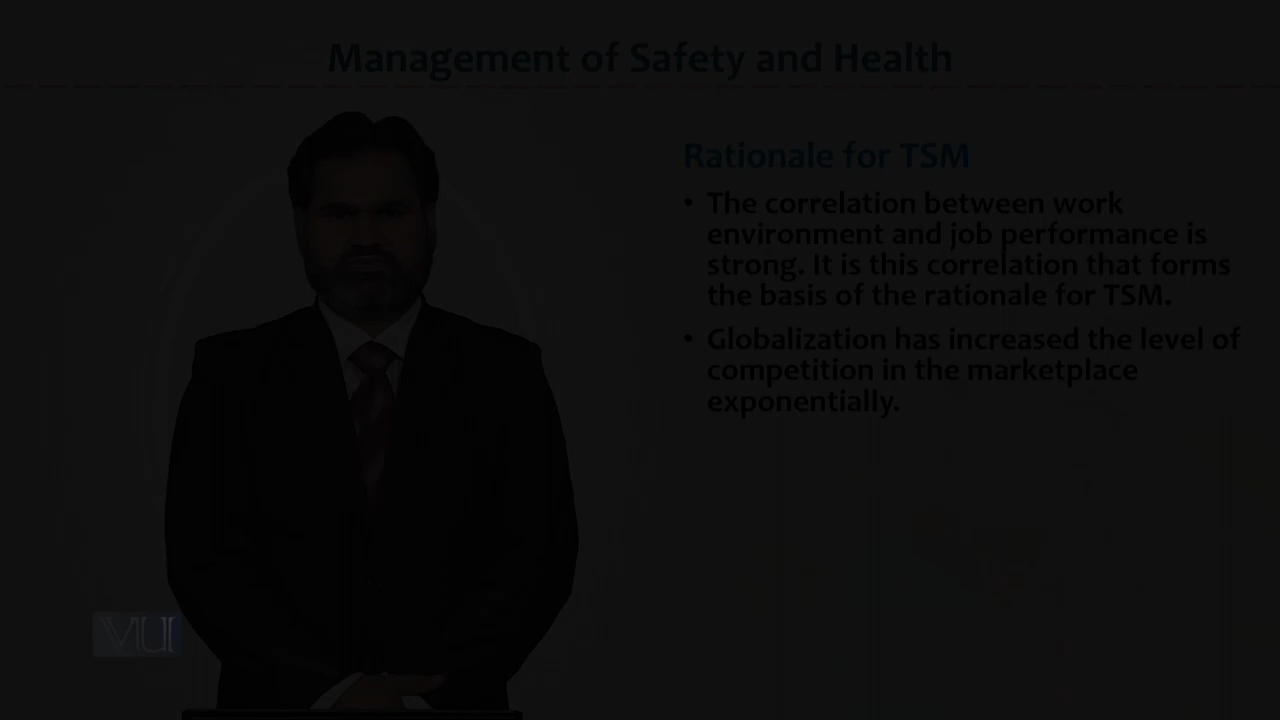 Management of Safety and Health
Rationale for TSM
• The correlation between work
environment and job performance is
strong. It is this correlation that forms
the basis of the rationale for TSM.
• Globalization has increased the level of
competition in the marketplace
exponentially.
VU